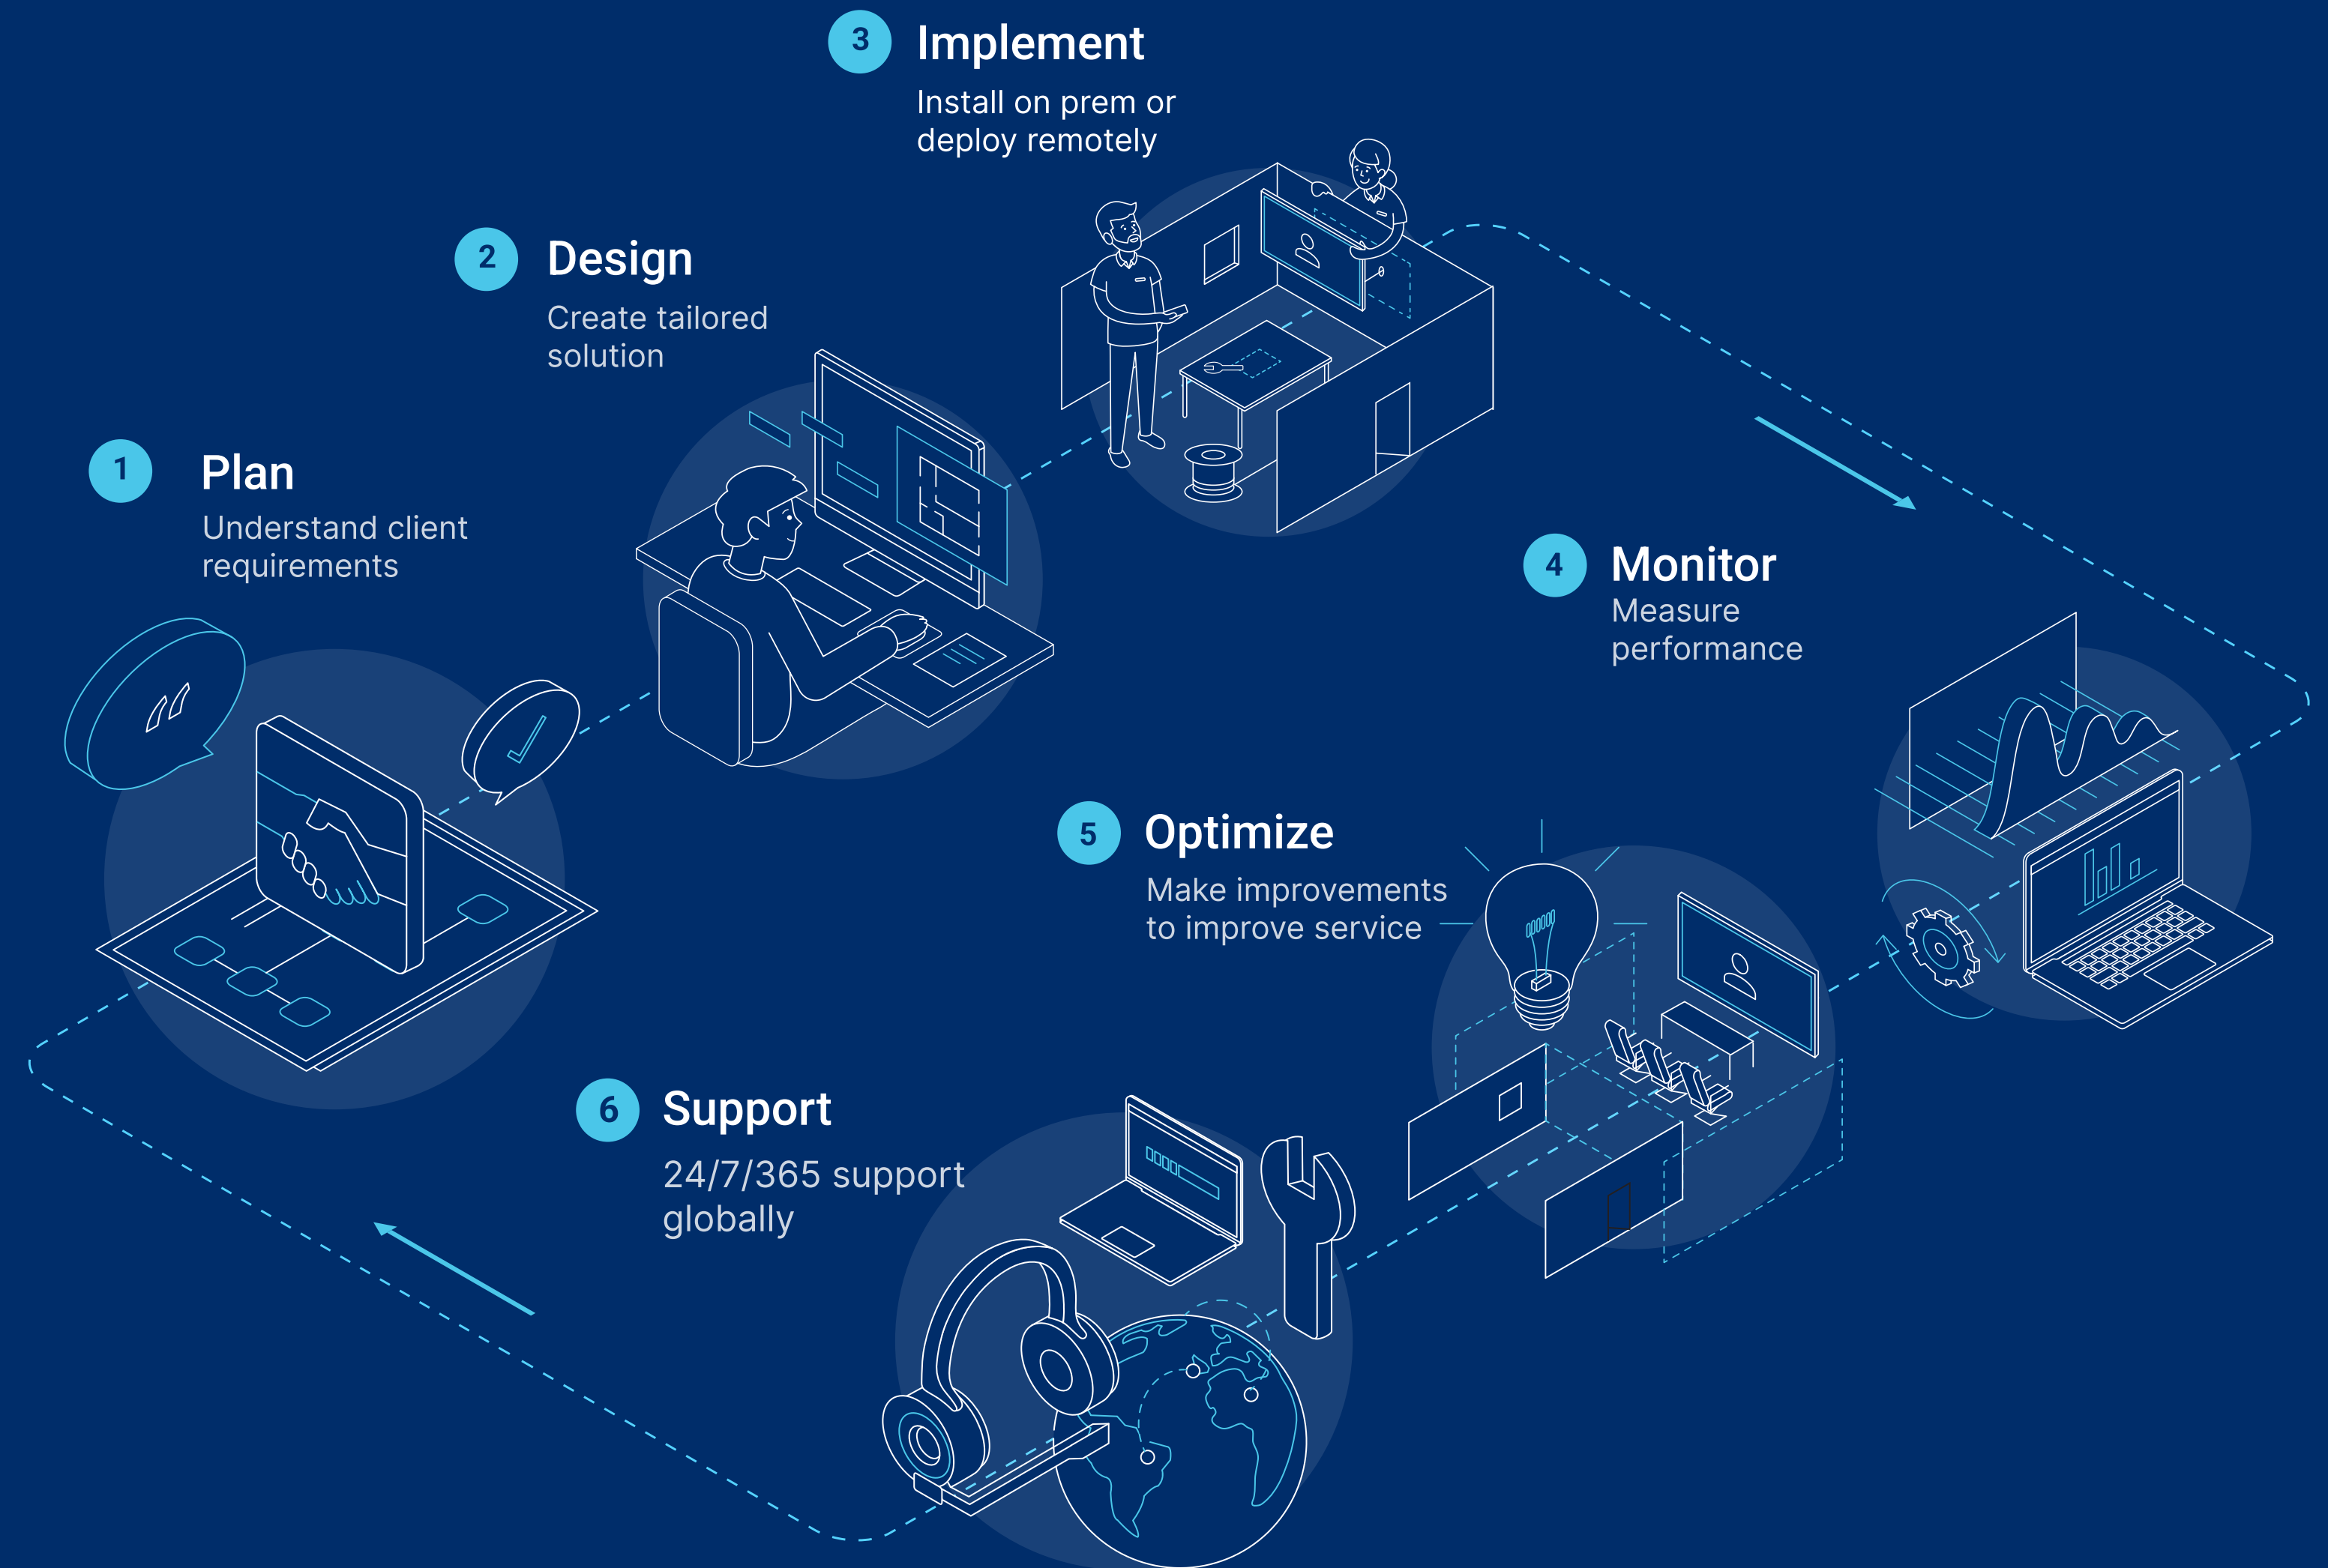 1
Plan
Understand client
requirements
2
Design
Create tailored
solution
3
Implement
Install on prem or
deploy remotely
4
Monitor
Measure
performance
5
Optimize
Make improvements
to improve service
6
Support
24/7/365 support
globally